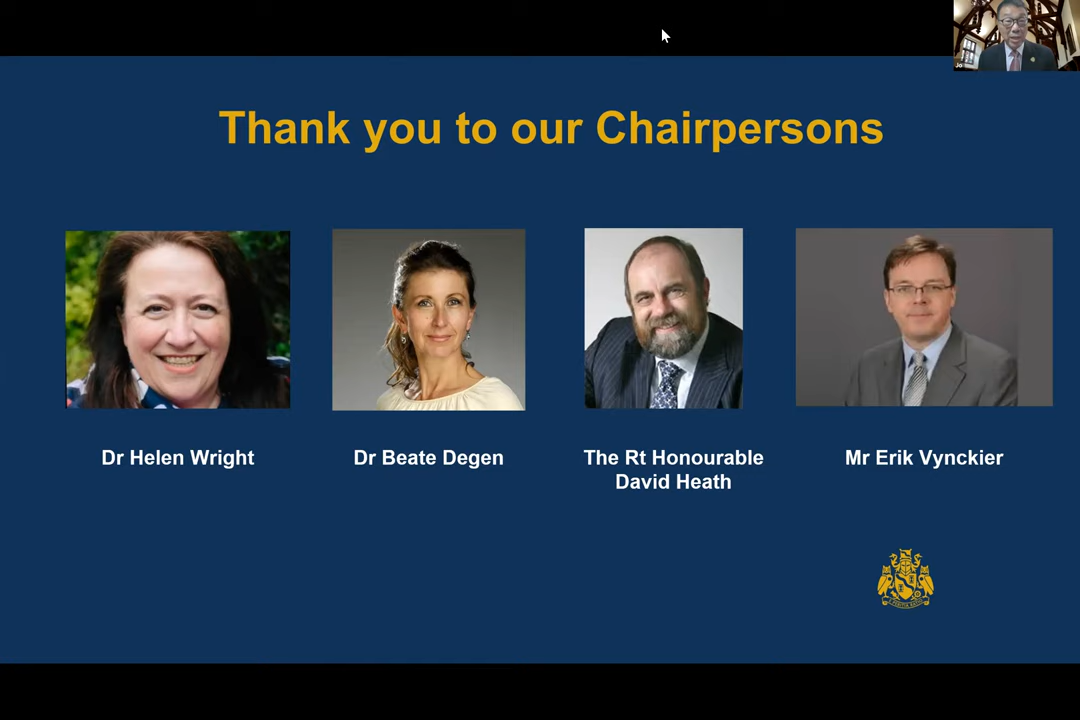 Jo
Thank you to our Chairpersons
Dr Helen Wright
Dr Beate Degen
The Rt Honourable
David Heath
Mr Erik Vynckier